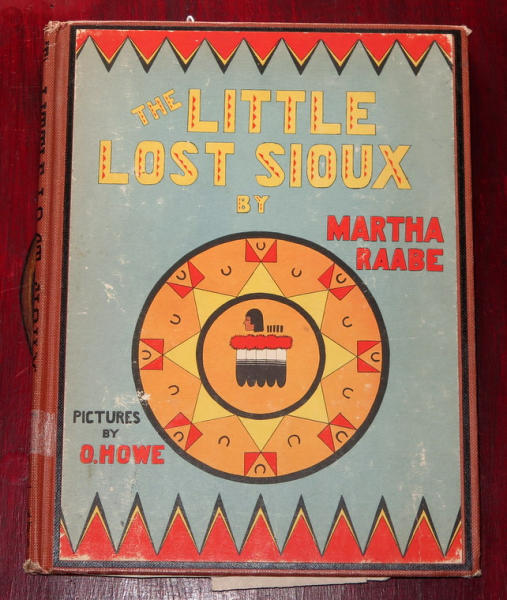 THE LITTLE
LOST SIOUX
BY
MARTHA
RAABE
PICTURES
BY
O.HOWE